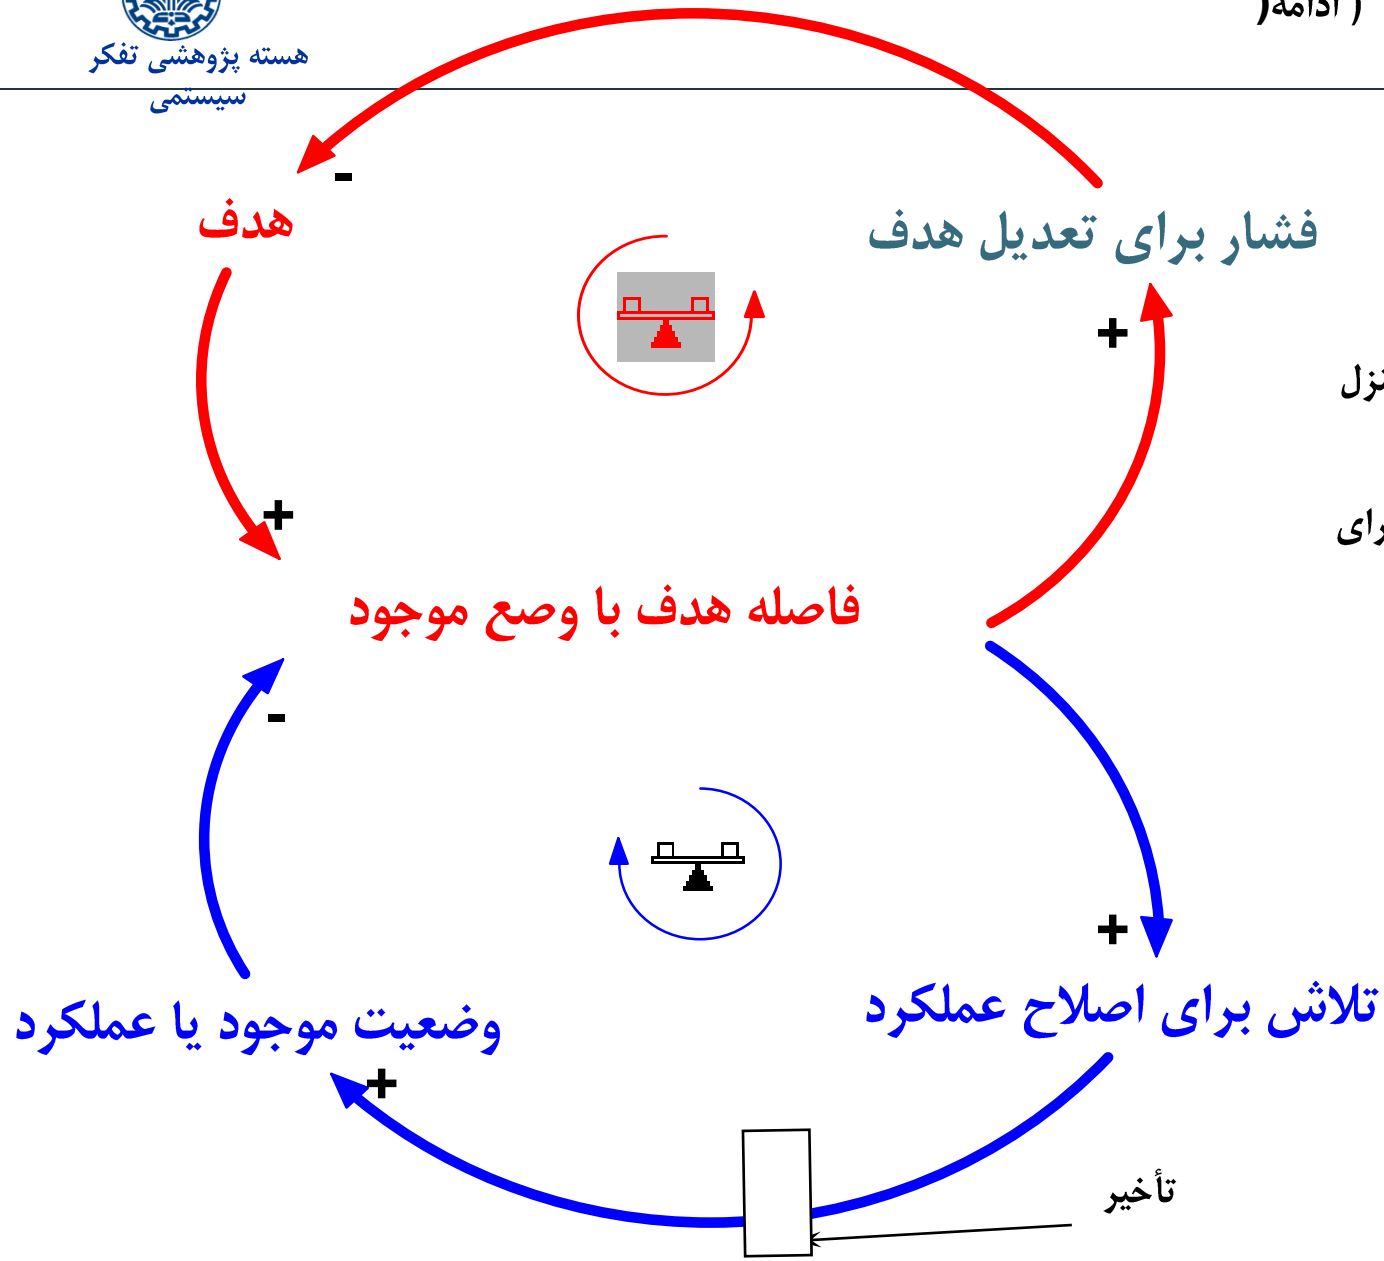 ( ادامه(
هسته پژوهشی تفکر
سیستمی
-
هدف
فشار برای تعدیل هدف
+
+
فاصله هدف با وصع موجود
-
+
تلاش برای اصلاح عملکرد
وضعیت موجود یا عملکرد
+
تأخیر